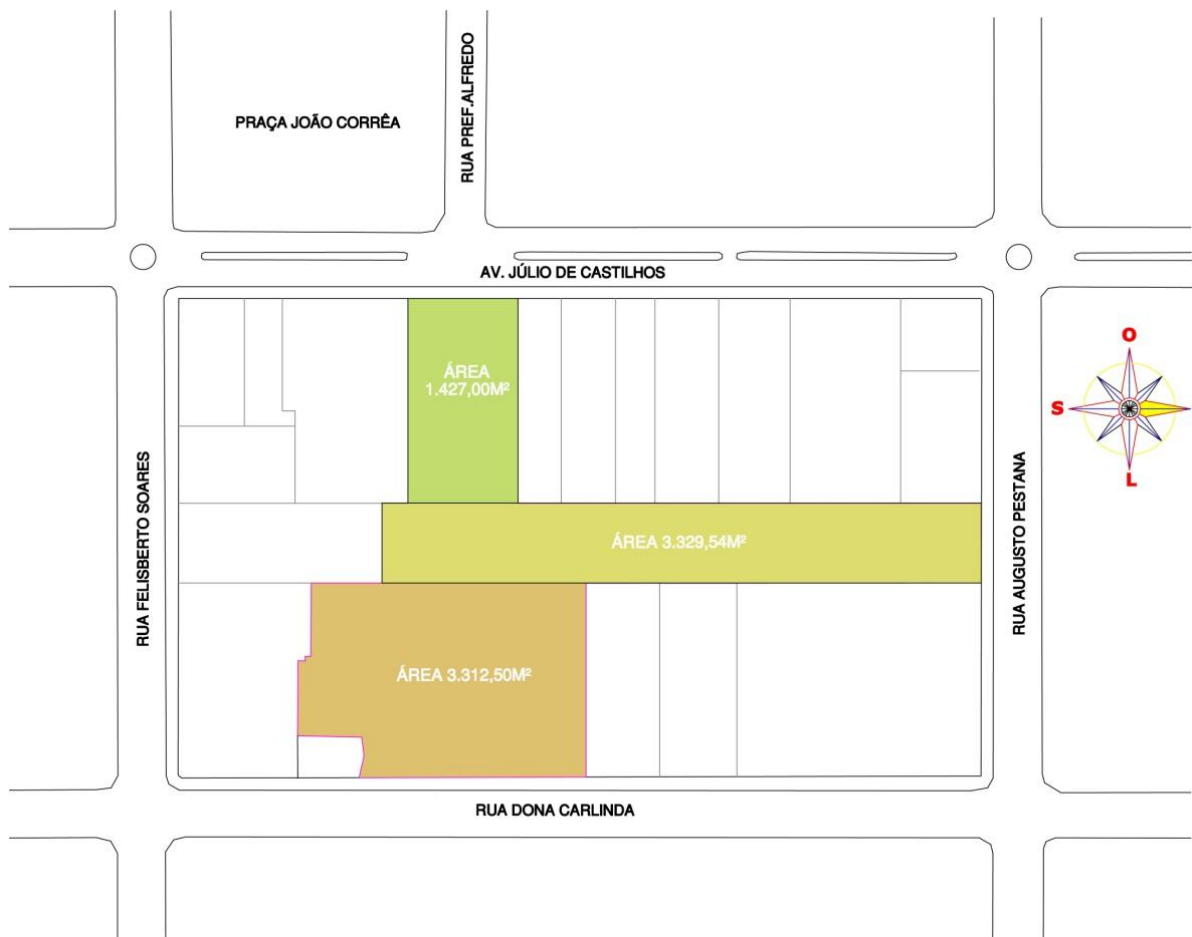 PRAÇA JOÃO CORRÊA
RUA PREF.ALFREDO
AV. JÚLIO DE CASTILHOS
ÁREA
1.427,00M²
O
S
L
RUA FELISBERTO SOARES
ÁREA 3.329,54M²
RUA AUGUSTO PESTANA
ÁREA 3.312,50M²
RUA DONA CARLINDA